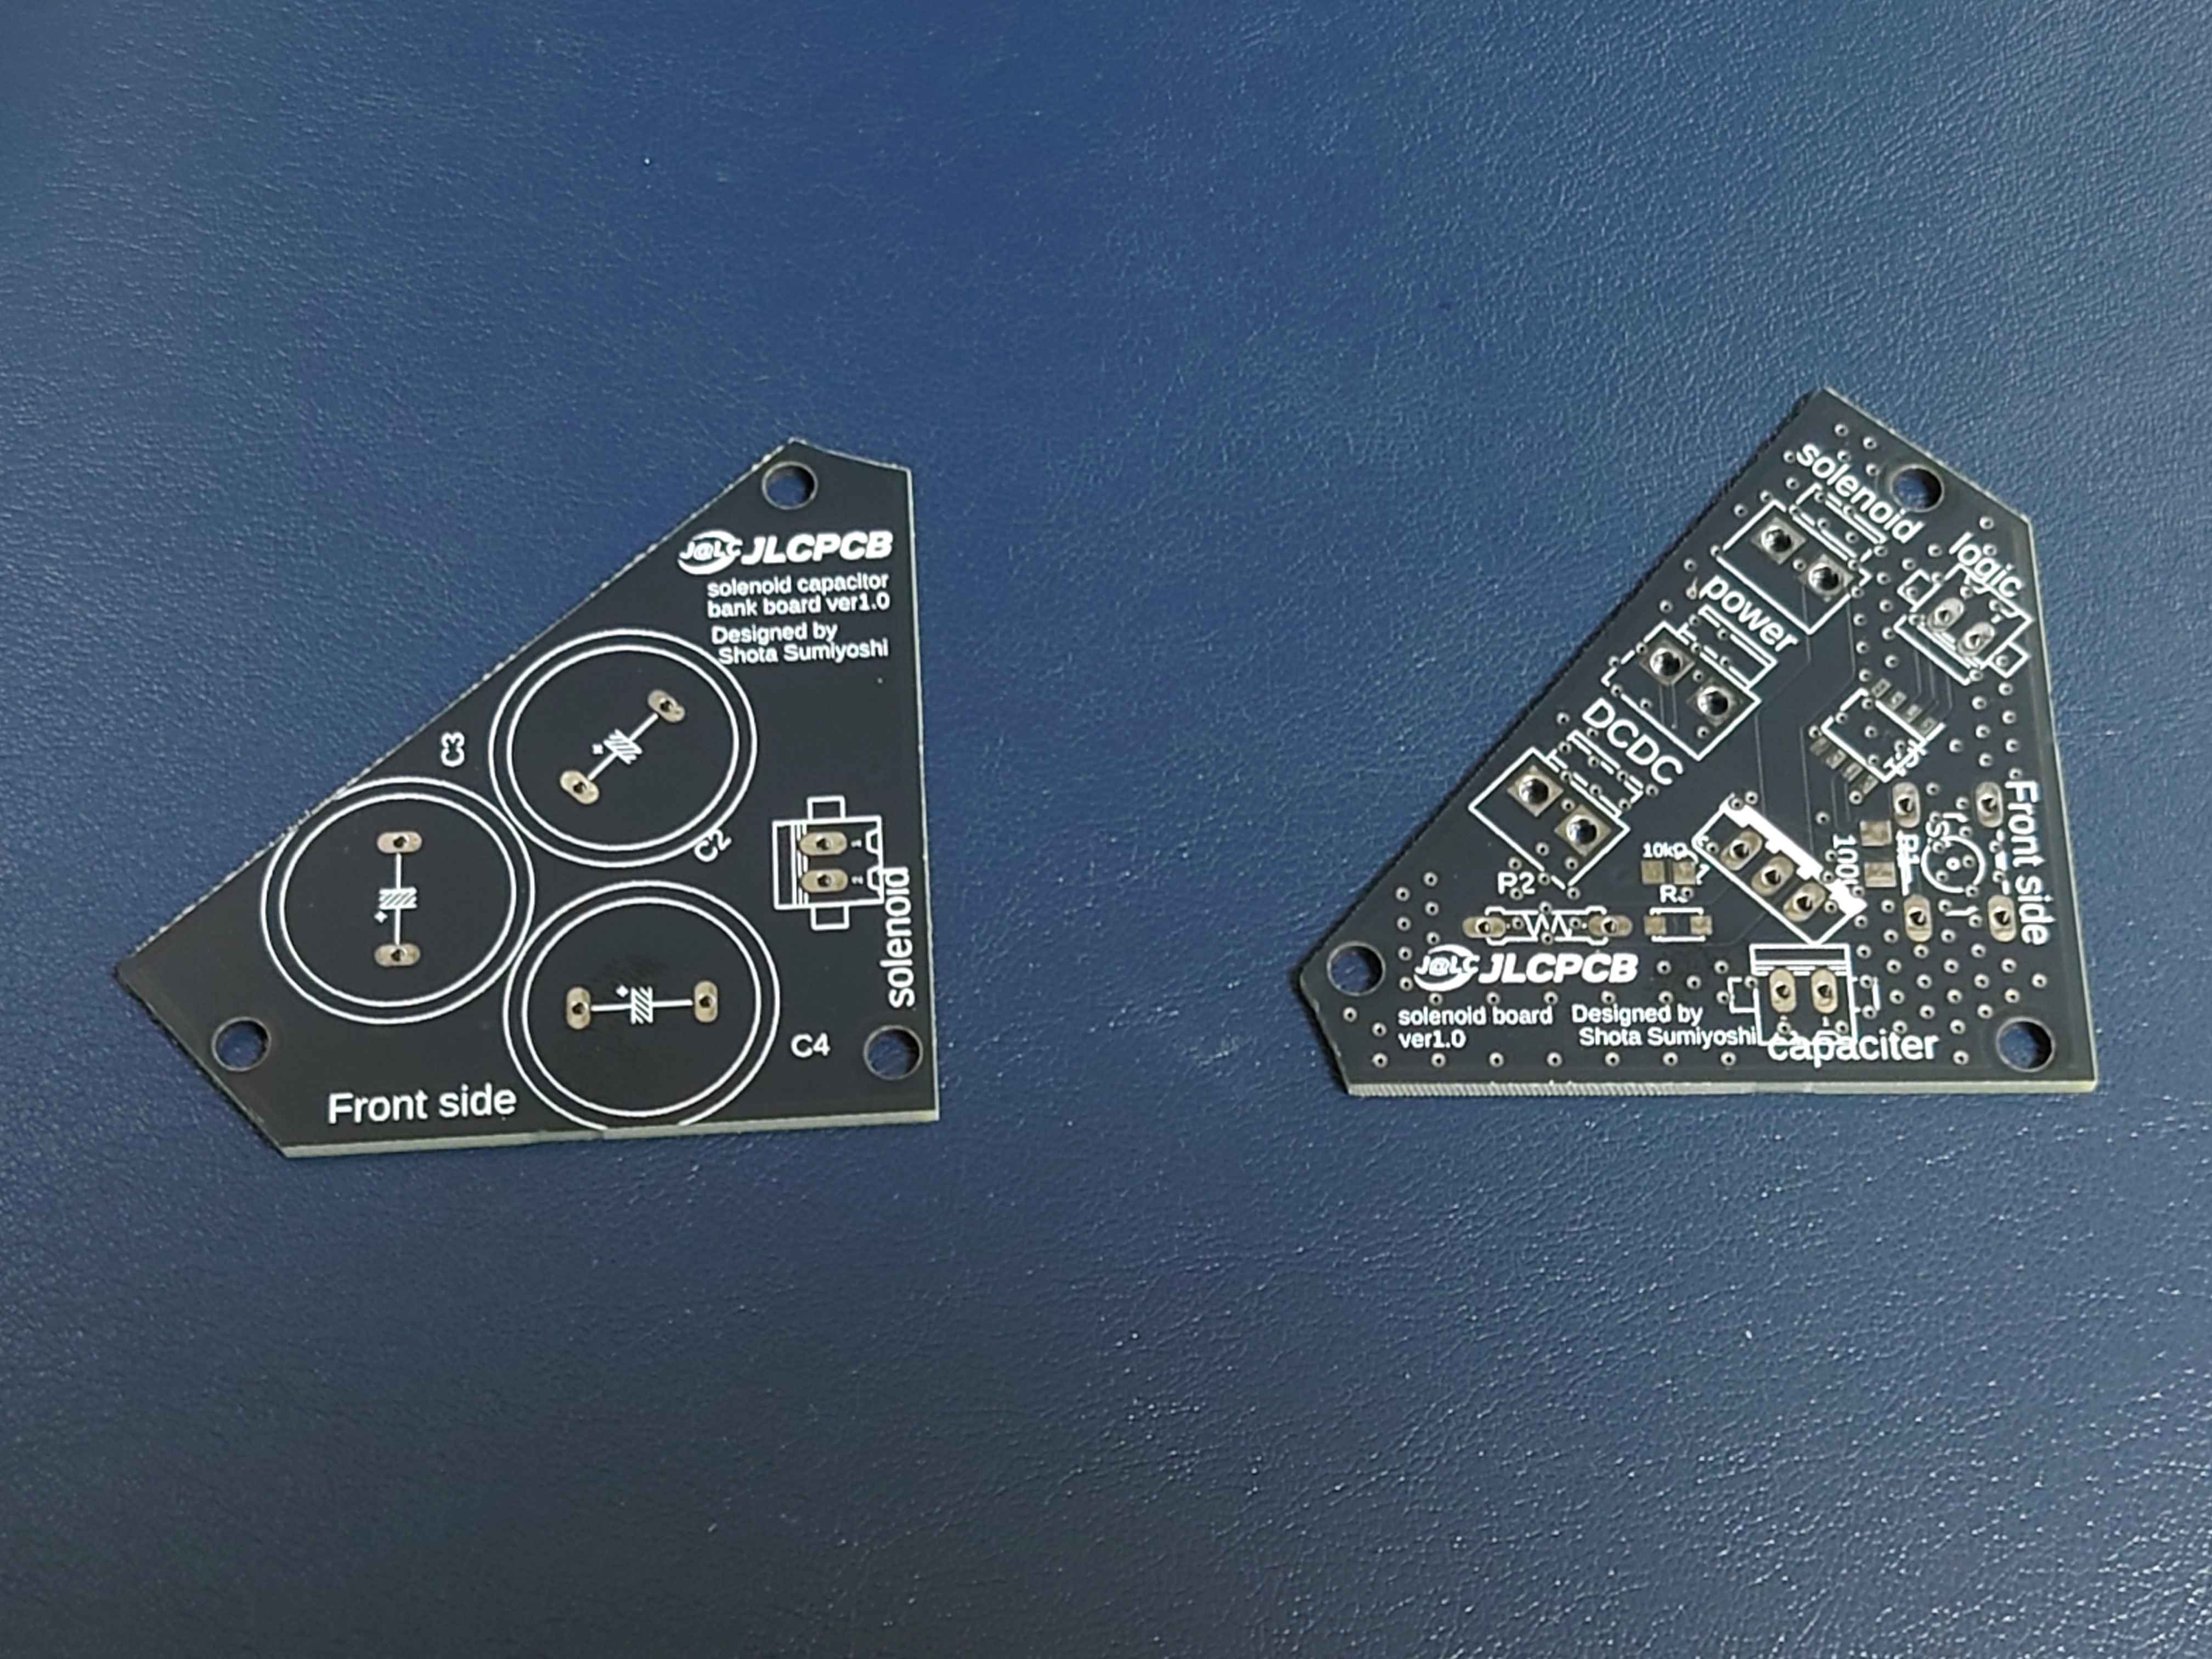 J@LC JLCPCB
solenoid capacitor
bank board ver1.0
Designed by
Shota Sumiyoshi
C3
C2
1
2
solenoid
C4
Front side
solenoid
logic
power
DCDC
10kΩ
R1
P2
Front side
J@LC JLCPCB
solenoid board
ver1.0
Designed by
Shota Sumiyoshi
capaciter